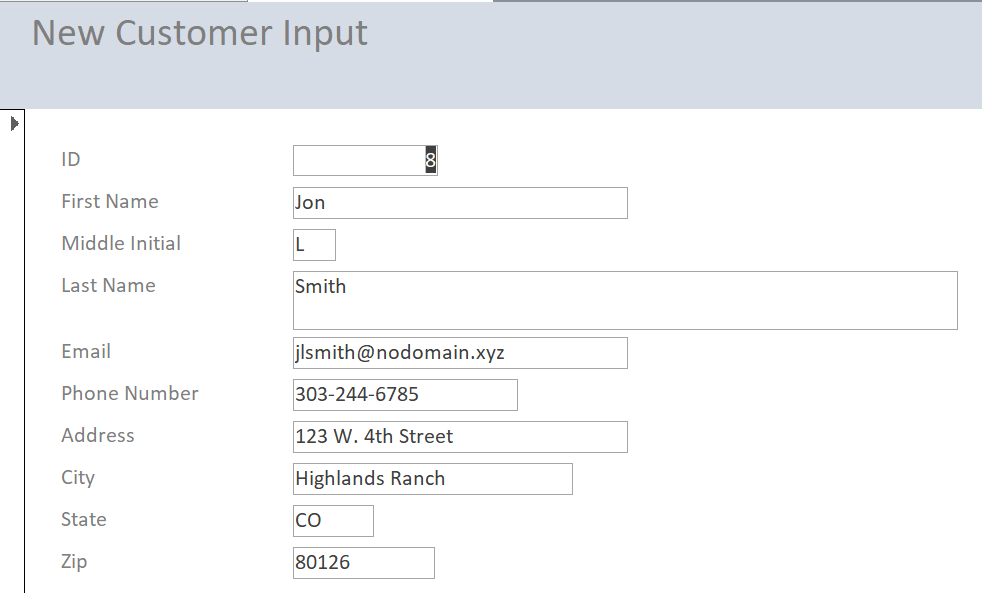 New Customer Input
ID 8
First Name Jon
Middle Initial L
Last Name Smith
Email jlsmith@nodomain.xyz
Phone Number 303-244-6785
Address 123 W. 4th Street
City Highlands Ranch
State CO
Zip 80126